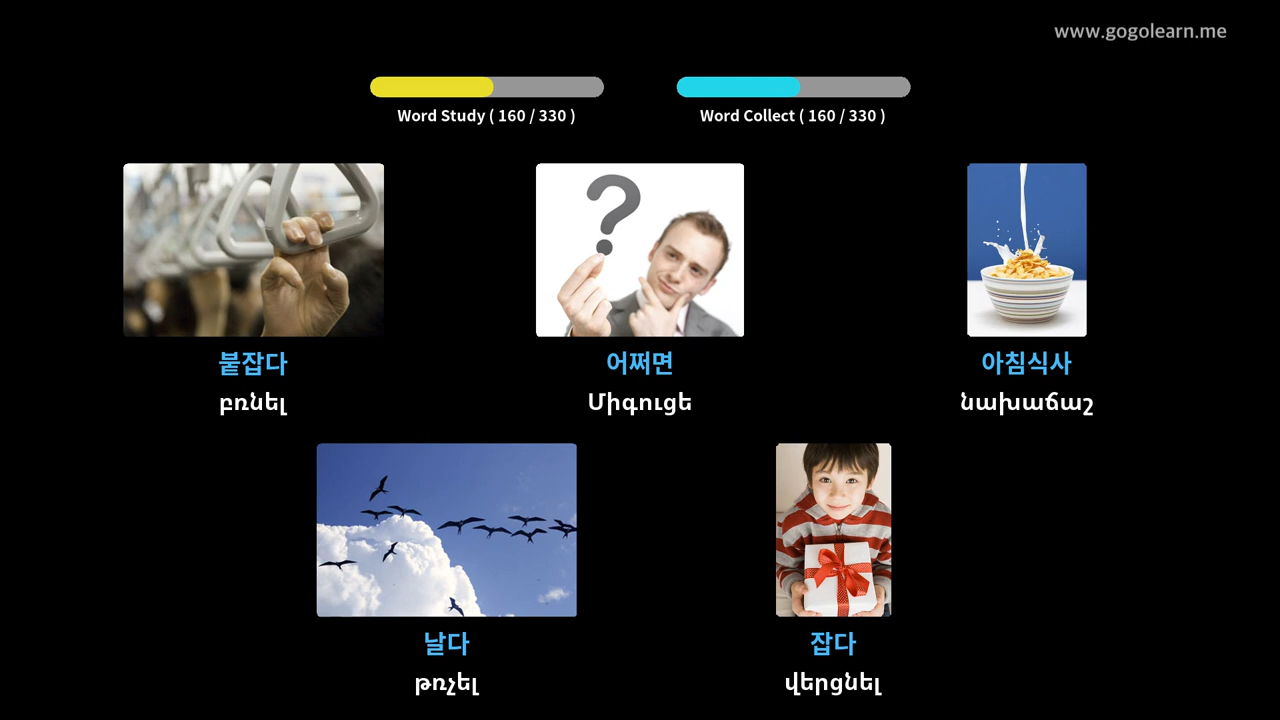 www.gogolearn.me
Word Study ( 160 / 330 )
Word Collect ( 160 / 330 )
붙잡다
어쩌면
아침식사
բռնել
Միգուցե
նախաճաշ
날다
잡다
թռչել
վերցնել